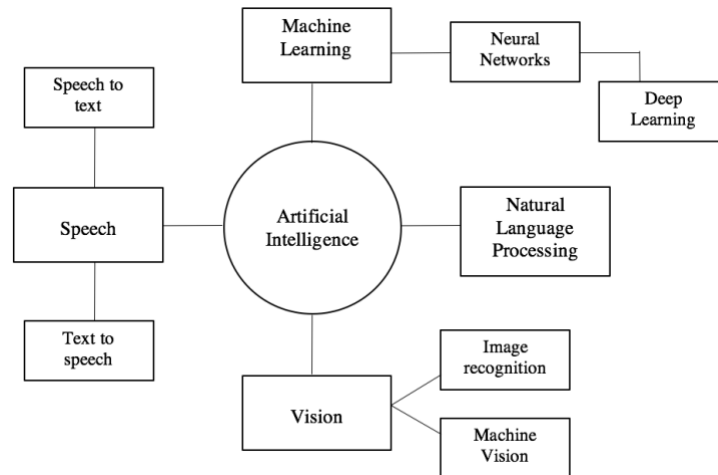 Machine
Learning
Neural
Networks
Deep
Learning
Speech to
text
Speech
Text to
speech
Artificial
Intelligence
Natural
Language
Processing
Vision
Image
recognition
Machine
Vision